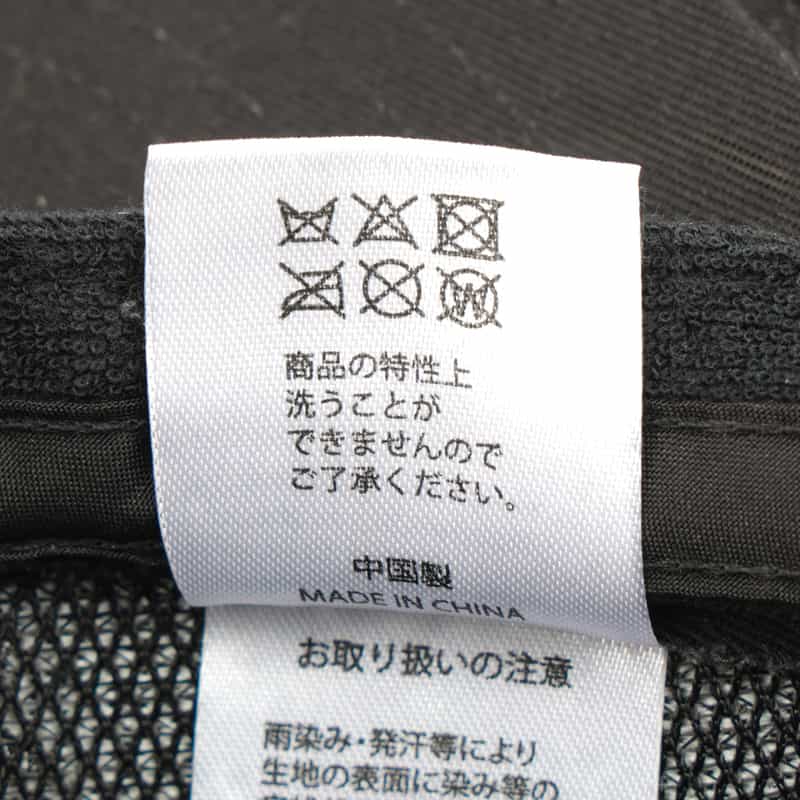 W
商品の特性上
洗うことが
できませんので
ご了承ください。
中国製
MADE IN CHINA
お取り扱いの注意
雨染み・発汗等により
生地の表面に染み等の